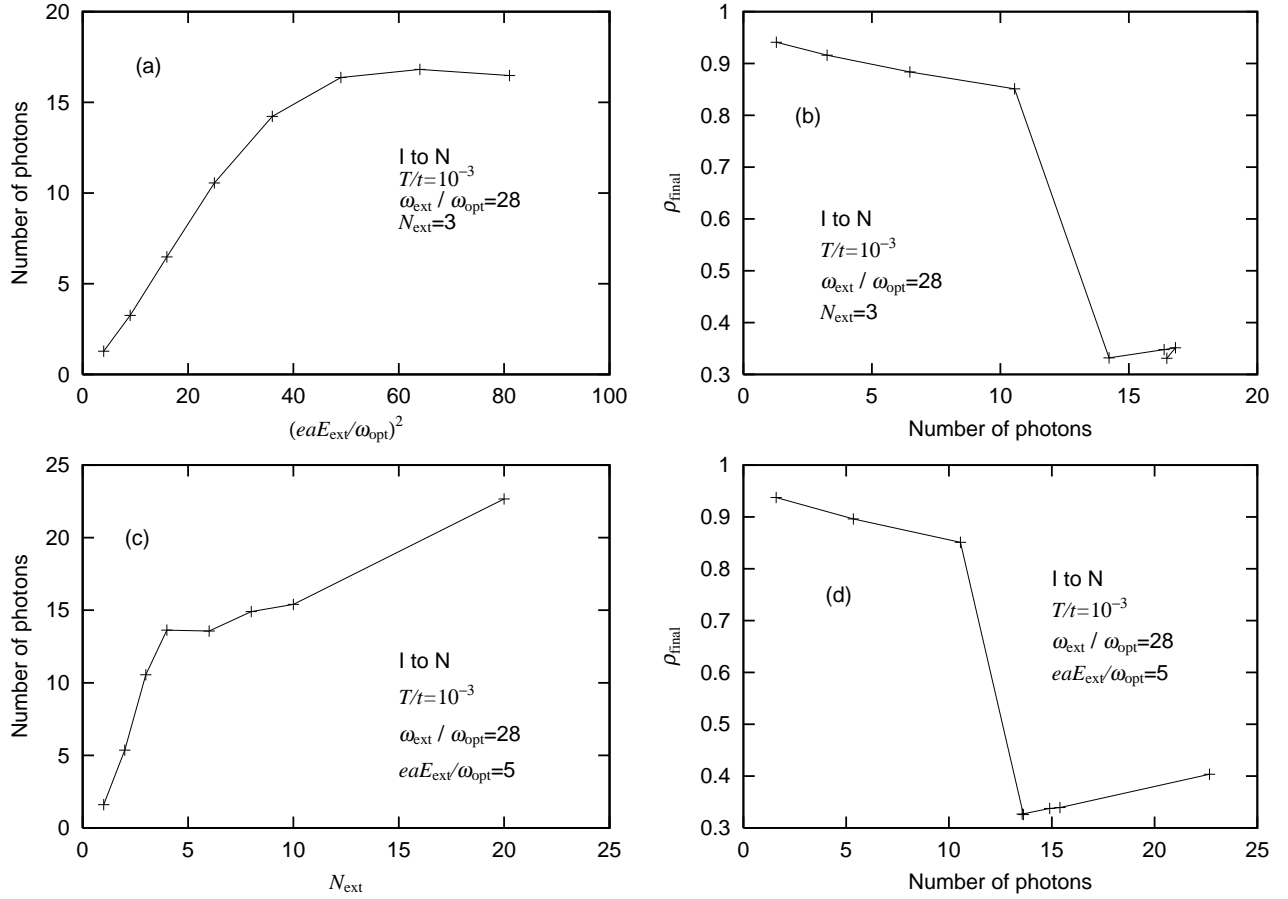 Number of photons
20
15
10
5
0
0 20 40 60 80 100
(eaE_ext/ω_opt)^2
(a)
I to N
T/t=10^−3
ω_ext / ω_opt=28
N_ext=3
ρ_final
1
0.9
0.8
0.7
0.6
0.5
0.4
0.3
0 5 10 15 20
Number of photons
(b)
I to N
T/t=10^−3
ω_ext / ω_opt=28
N_ext=3
Number of photons
25
20
15
10
5
0
0 5 10 15 20 25
N_ext
(c)
I to N
T/t=10^−3
ω_ext / ω_opt=28
eaE_ext/ω_opt=5
ρ_final
1
0.9
0.8
0.7
0.6
0.5
0.4
0.3
0 5 10 15 20 25
Number of photons
(d)
I to N
T/t=10^−3
ω_ext / ω_opt=28
eaE_ext/ω_opt=5